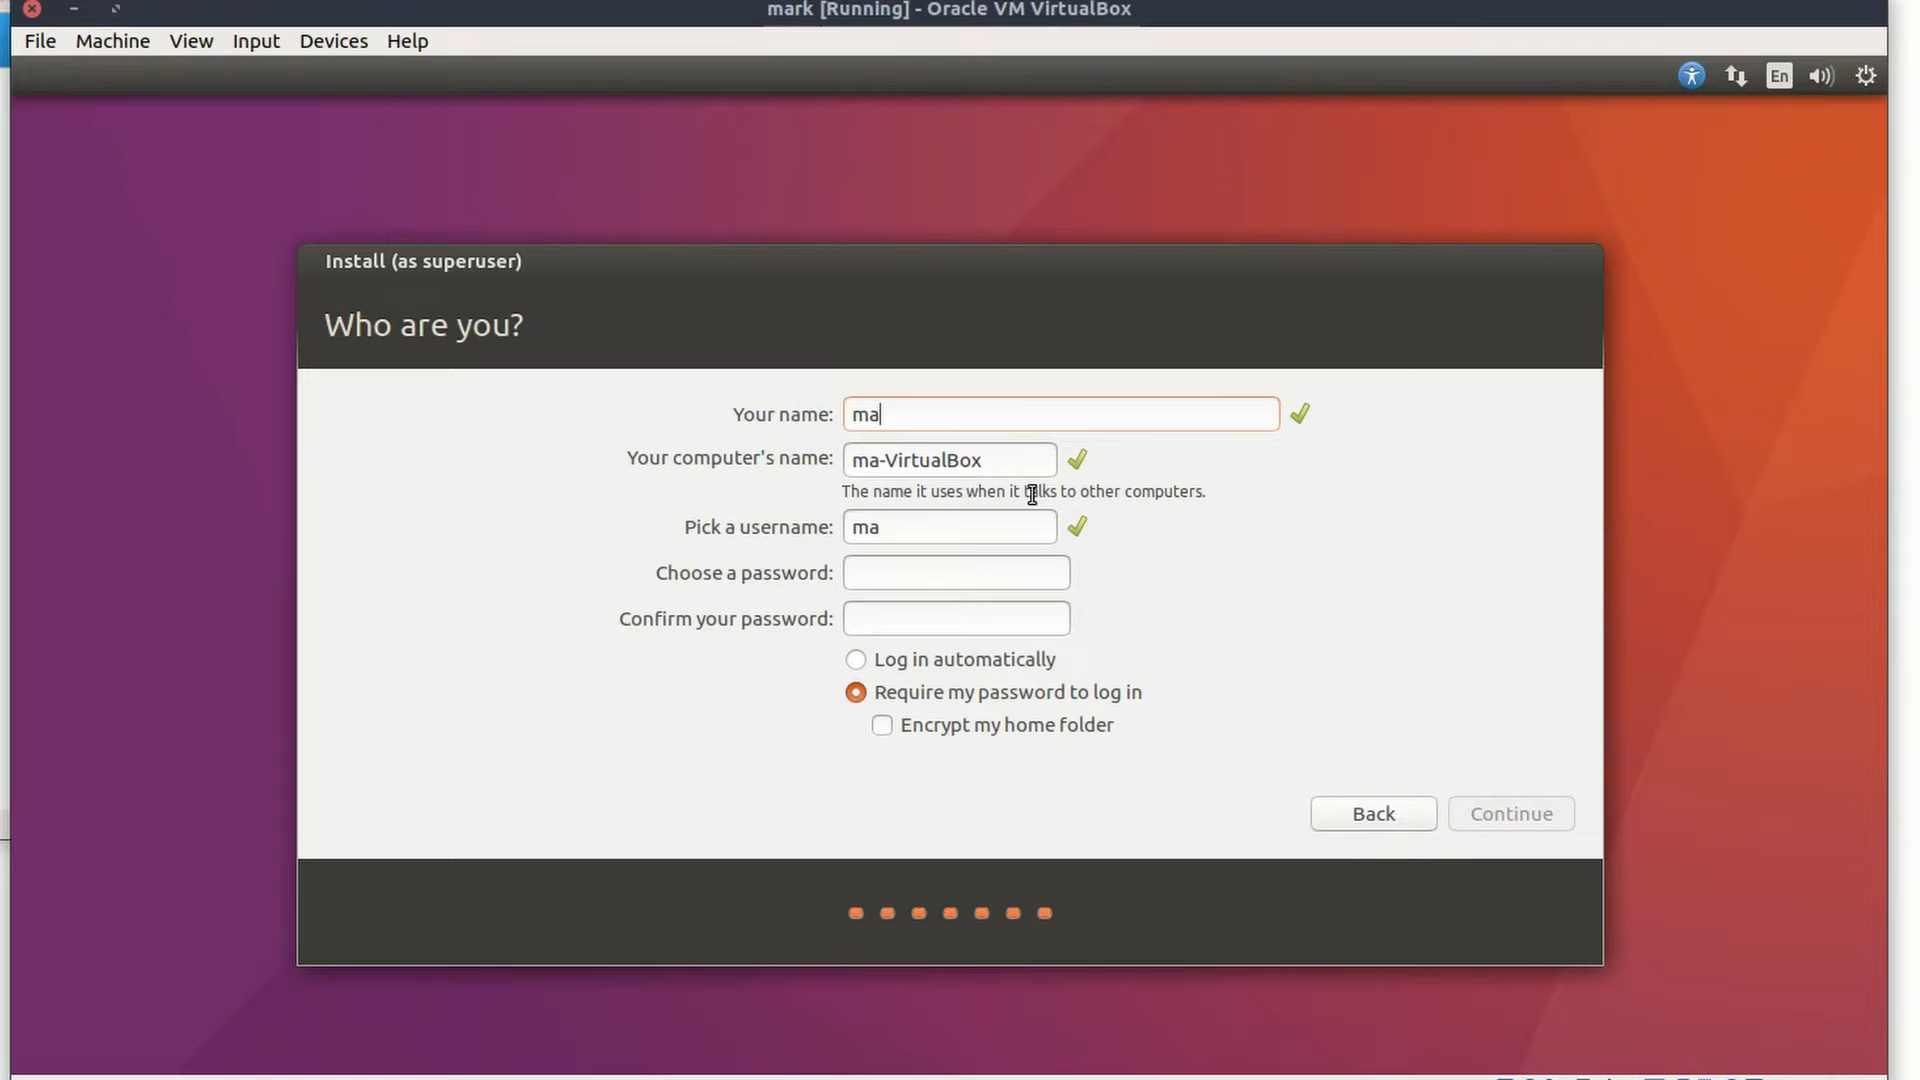 mark [Running] - Oracle VM VirtualBox
File Machine View Input Devices Help
En
Install (as superuser)
Who are you?
Your name: ma
Your computer's name: ma-VirtualBox
The name it uses when it talks to other computers.
Pick a username: ma
Choose a password:
Confirm your password:
Log in automatically
Require my password to log in
Encrypt my home folder
Back Continue